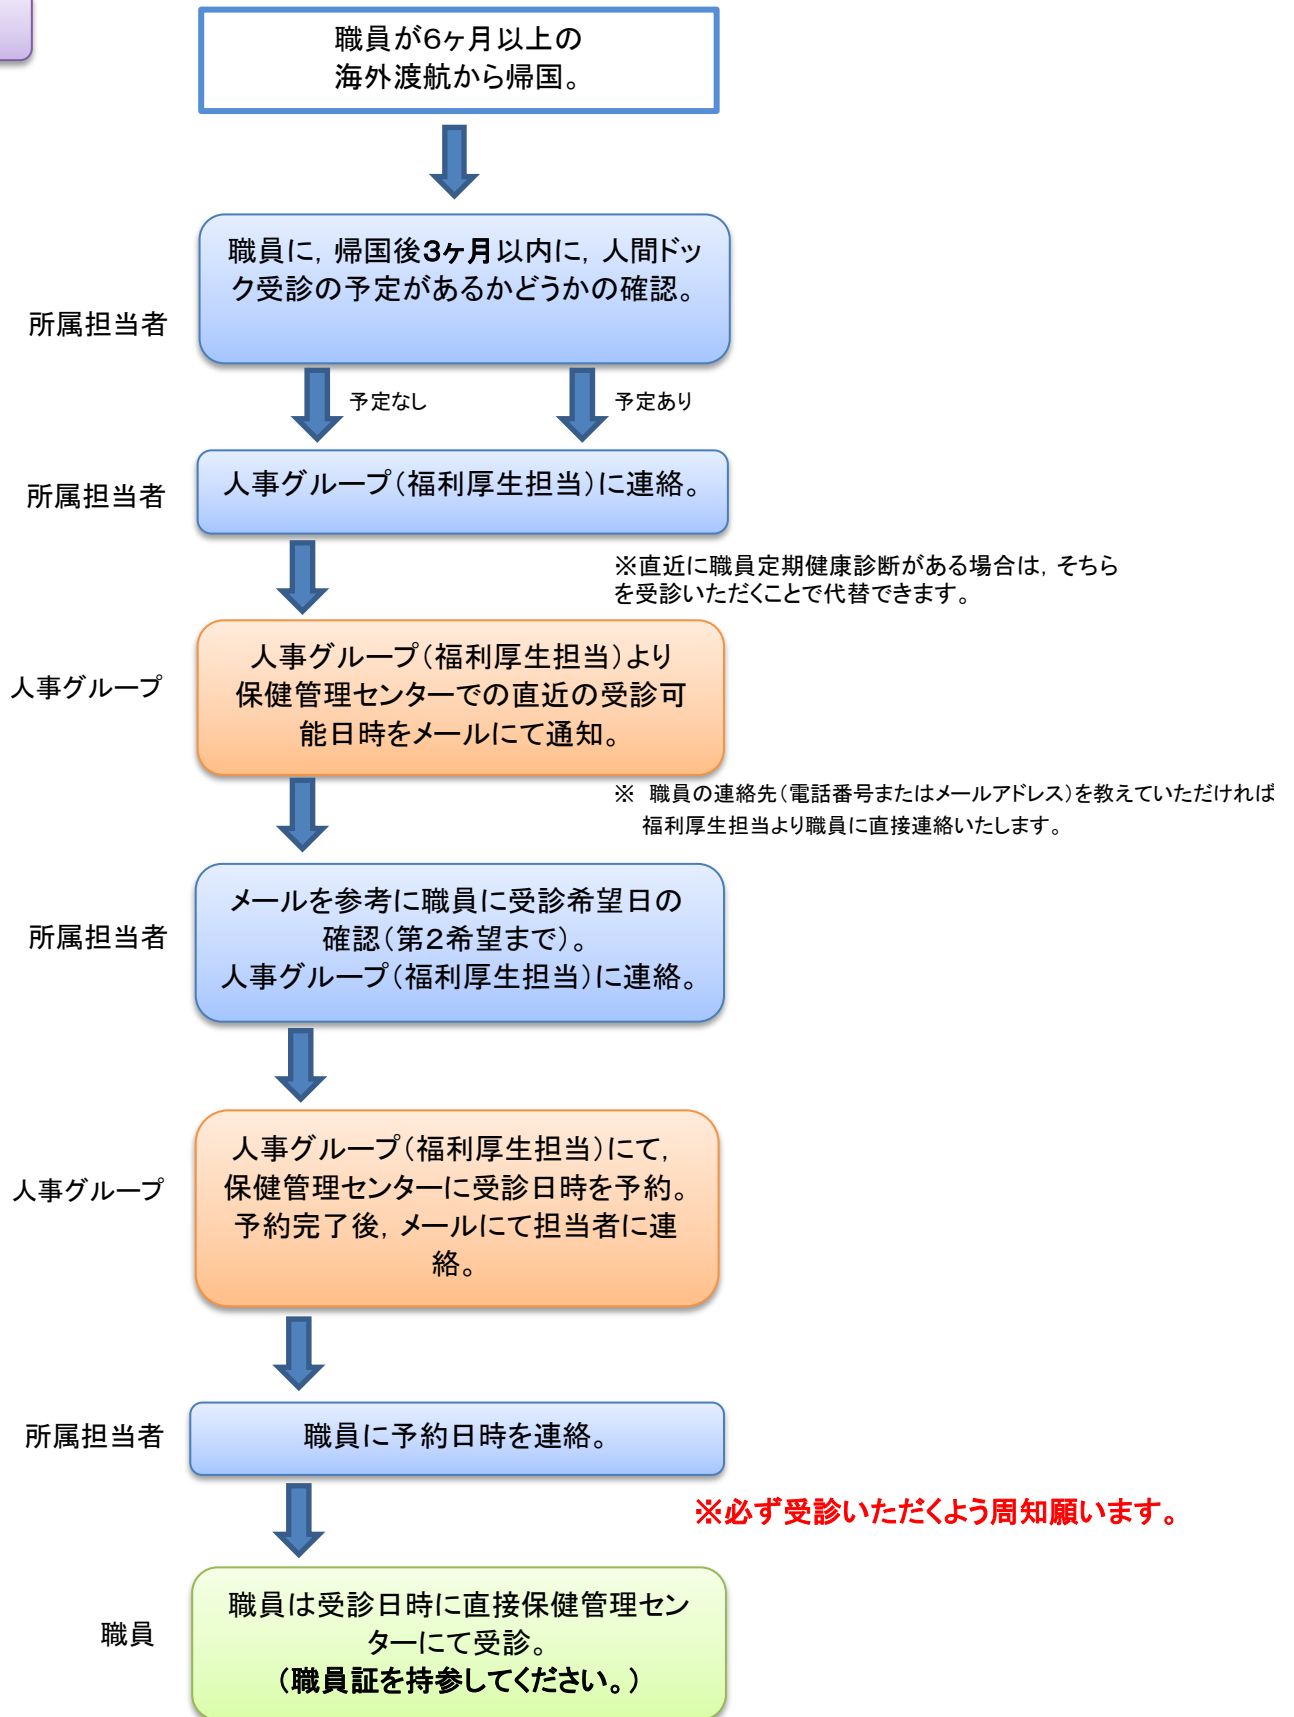 職員が6ヶ月以上の
海外渡航から帰国。
職員に，帰国後3ヶ月以内に，人間ドッ
ク受診の予定があるかどうかの確認。
所属担当者
予定なし
予定あり
所属担当者
人事グループ（福利厚生担当）に連絡。
※直近に職員定期健康診断がある場合は，そちら
を受診いただくことで代替できます。
人事グループ
人事グループ（福利厚生担当）より
保健管理センターでの直近の受診可
能日時をメールにて通知。
※　職員の連絡先（電話番号またはメールアドレス）を教えていただければ
福利厚生担当より職員に直接連絡いたします。
所属担当者
メールを参考に職員に受診希望日の
確認（第２希望まで）。
人事グループ（福利厚生担当）に連絡。
人事グループ
人事グループ（福利厚生担当）にて，
保健管理センターに受診日時を予約。
予約完了後，メールにて担当者に連
絡。
所属担当者
職員に予約日時を連絡。
※必ず受診いただくよう周知願います。
職員
職員は受診日時に直接保健管理セン
ターにて受診。
（職員証を持参してください。）